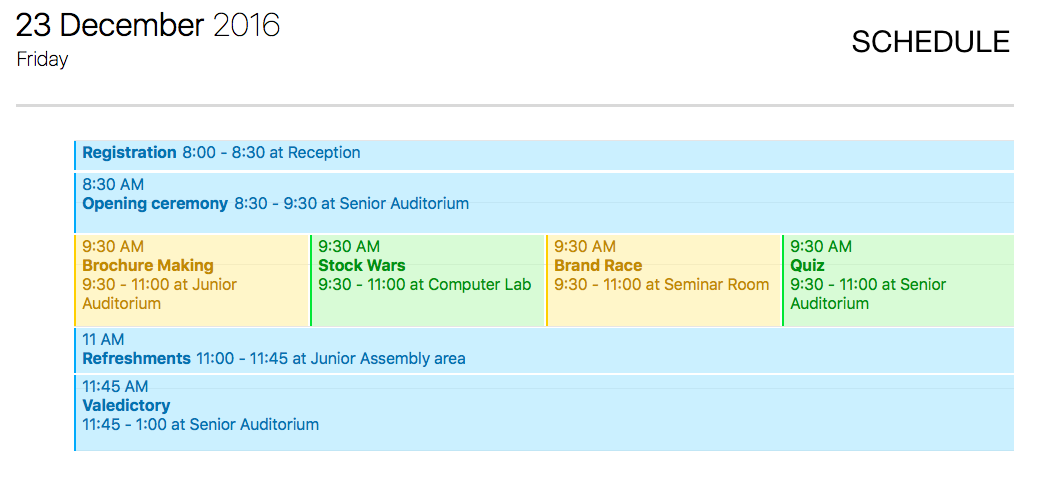 23 December 2016
Friday
SCHEDULE
Registration 8:00 - 8:30 at Reception
8:30 AM
Opening ceremony 8:30 - 9:30 at Senior Auditorium
9:30 AM
Brochure Making
9:30 - 11:00 at Junior
Auditorium
9:30 AM
Stock Wars
9:30 - 11:00 at Computer Lab
9:30 AM
Brand Race
9:30 - 11:00 at Seminar Room
9:30 AM
Quiz
9:30 - 11:00 at Senior
Auditorium
11 AM
Refreshments 11:00 - 11:45 at Junior Assembly area
11:45 AM
Valedictory
11:45 - 1:00 at Senior Auditorium